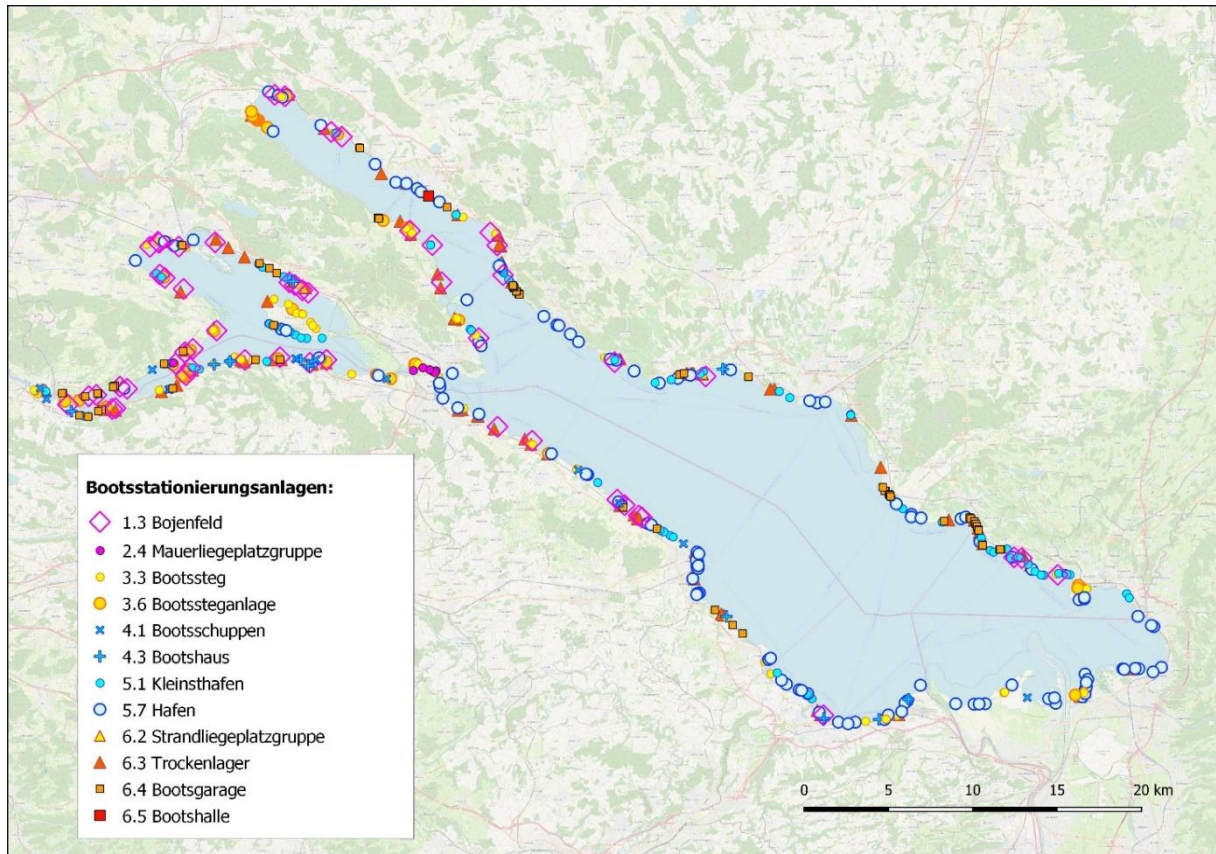 Bootsstationierungsanlagen:
1.3 Bojenfeld
2.4 Mauerliegeplatzgruppe
3.3 Bootssteg
3.6 Bootssteganlage
4.1 Bootsschuppen
4.3 Bootshaus
5.1 Kleinsthafen
5.7 Hafen
6.2 Strandliegeplatzgruppe
6.3 Trockenlager
6.4 Bootsgarage
6.5 Bootshalle
0 5 10 15 20 km